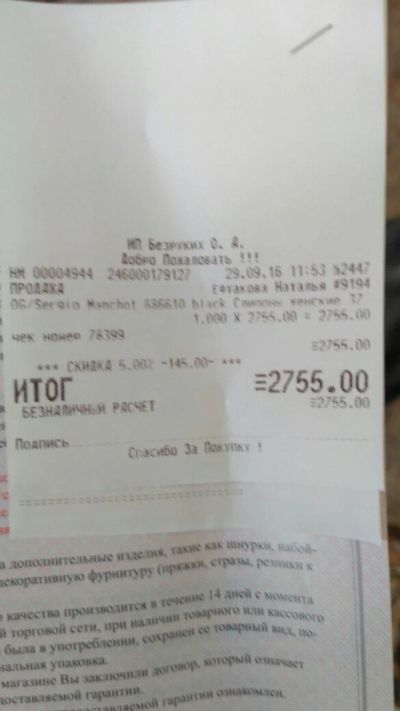 ИП Безруких О. А.
Добро Пожаловать !!!
НМ 00004944 246000179127 29.09.16 11:53 №2447
ПРОДАЖА Наталья #9194
OG/Sergio Manchot 686610 black женские 37
1.000 X 2755.00 = 2755.00
чек номер 78399
≡2755.00
*** СКИДКА 5.00% -145.00- ***
ИТОГ ≡2755.00
БЕЗНАЛИЧНЫЙ РАСЧЕТ ≡2755.00
Подпись
Спасибо За Покупку !
а дополнительные изделия, такие как шнурки, набой-
декоративную фурнитуру (пряжки, стразы, резинки к
качества производится в течение 14 дней с момента
й торговой сети, при наличии товарного или кассового
была в употреблении, сохранен ее товарный вид, по-
нальная упаковка.
магазине Вы заключили договор, который означает
доставляемой гарантии.
предоставляемой гарантии ознакомлен.